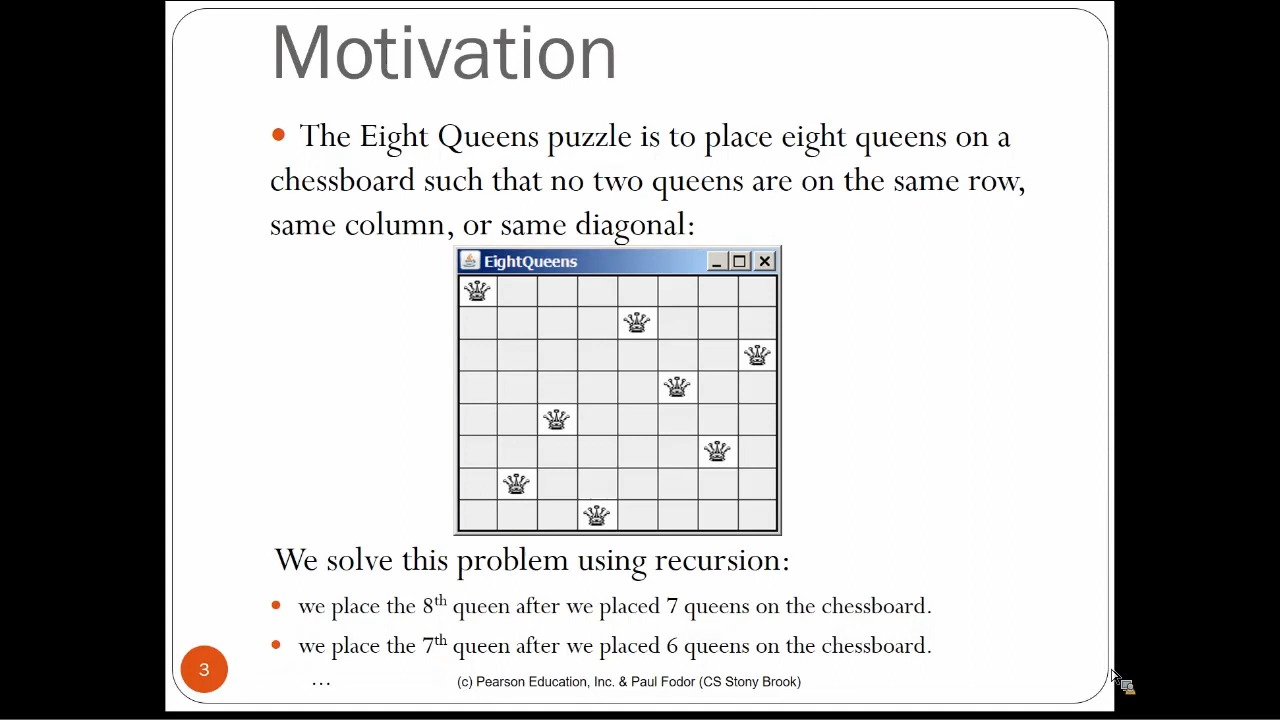 Motivation
• The Eight Queens puzzle is to place eight queens on a
chessboard such that no two queens are on the same row,
same column, or same diagonal:
EightQueens
We solve this problem using recursion:
• we place the 8th queen after we placed 7 queens on the chessboard.
• we place the 7th queen after we placed 6 queens on the chessboard.
…
3
(c) Pearson Education, Inc. & Paul Fodor (CS Stony Brook)